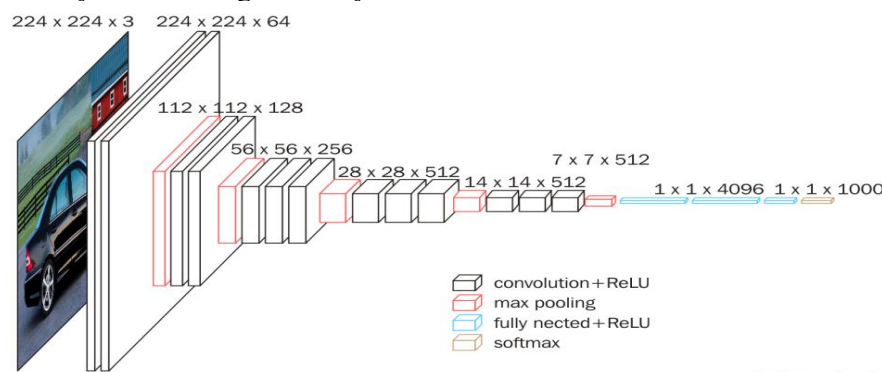 224 x 224 x 3
224 x 224 x 64
112 x 112 x 128
56 x 56 x 256
28 x 28 x 512
14 x 14 x 512
7 x 7 x 512
1 x 1 x 4096
1 x 1 x 1000
convolution+ReLU
max pooling
fully nected+ReLU
softmax